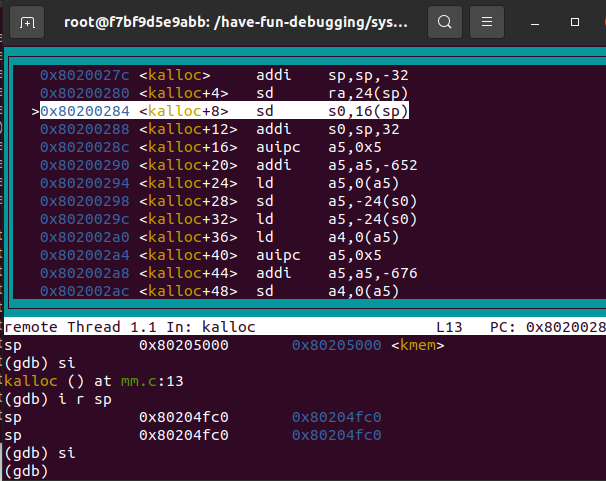 root@f7bf9d5e9abb: /have-fun-debugging/sys...
0x8020027c <kalloc> addi sp,sp,-32
0x80200280 <kalloc+4> sd ra,24(sp)
>0x80200284 <kalloc+8> sd s0,16(sp)
0x80200288 <kalloc+12> addi s0,sp,32
0x8020028c <kalloc+16> auipc a5,0x5
0x80200290 <kalloc+20> addi a5,a5,-652
0x80200294 <kalloc+24> ld a5,0(a5)
0x80200298 <kalloc+28> sd a5,-24(s0)
0x8020029c <kalloc+32> ld a5,-24(s0)
0x802002a0 <kalloc+36> ld a4,0(a5)
0x802002a4 <kalloc+40> auipc a5,0x5
0x802002a8 <kalloc+44> addi a5,a5,-676
0x802002ac <kalloc+48> sd a4,0(a5)
remote Thread 1.1 In: kalloc L13 PC: 0x8020028
sp 0x80205000 0x80205000 <kmem>
(gdb) si
kalloc () at mm.c:13
(gdb) i r sp
sp 0x80204fc0 0x80204fc0
sp 0x80204fc0 0x80204fc0
(gdb) si
(gdb)